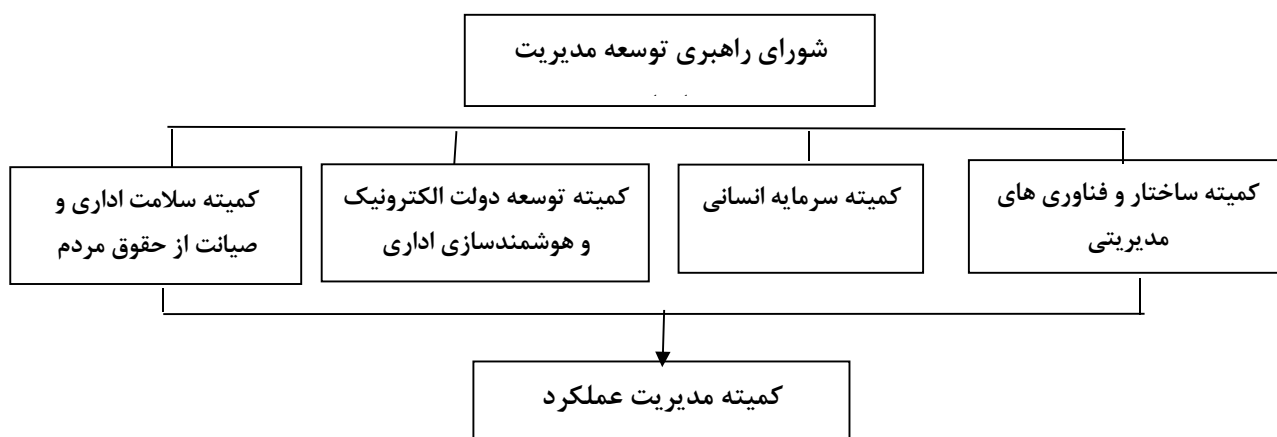 شورای راهبری توسعه مدیریت
کمیته ساختار و فناوری های
مدیریتی
کمیته سرمایه انسانی
کمیته توسعه دولت الکترونیک
و هوشمندسازی اداری
کمیته سلامت اداری و
صیانت از حقوق مردم
کمیته مدیریت عملکرد